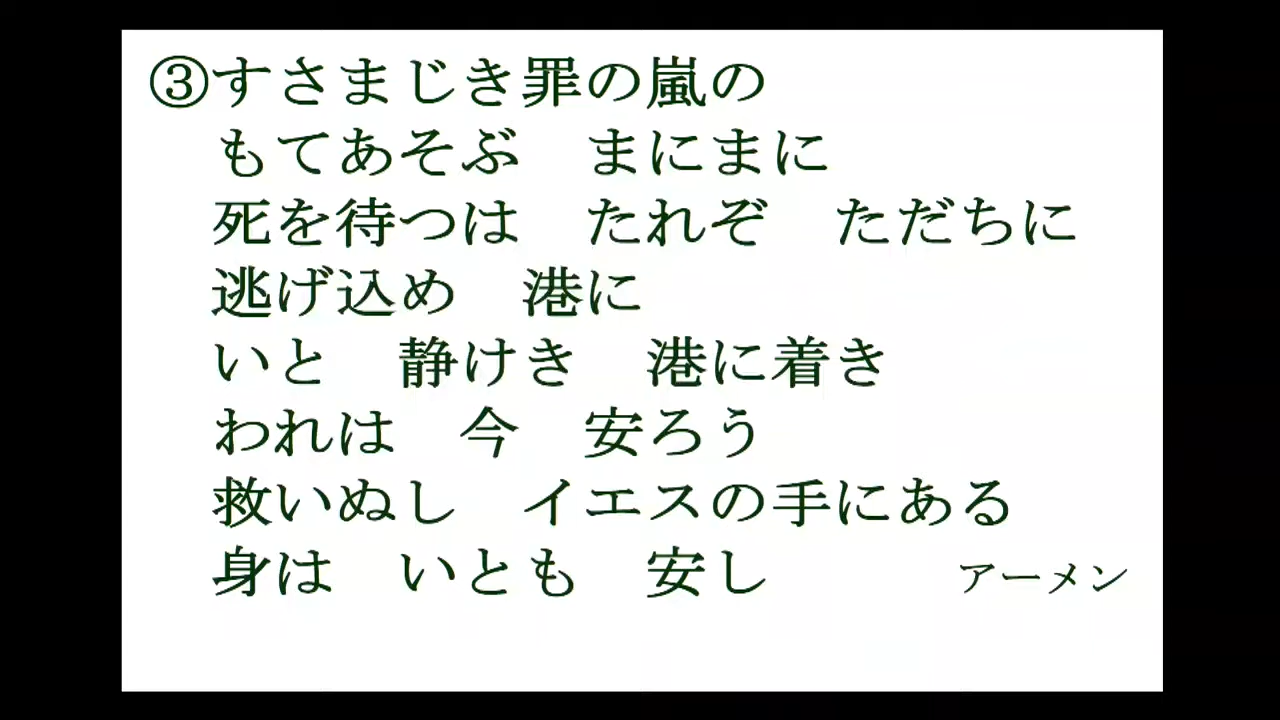 ③すさまじき罪の嵐の
もてあそぶ　まにまに
死を待つは　たれぞ　ただちに
逃げ込め　港に
いと　静けき　港に着き
われは　今　安ろう
救いぬし　イエスの手にある
身は　いとも　安し　アーメン